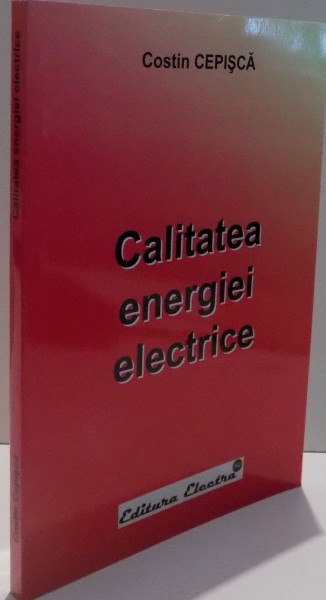 Costin CEPIŞCĂ
Calitatea
energiei
electrice
Editura Electra
Calitatea energiei electrice
Costin Cepişcă